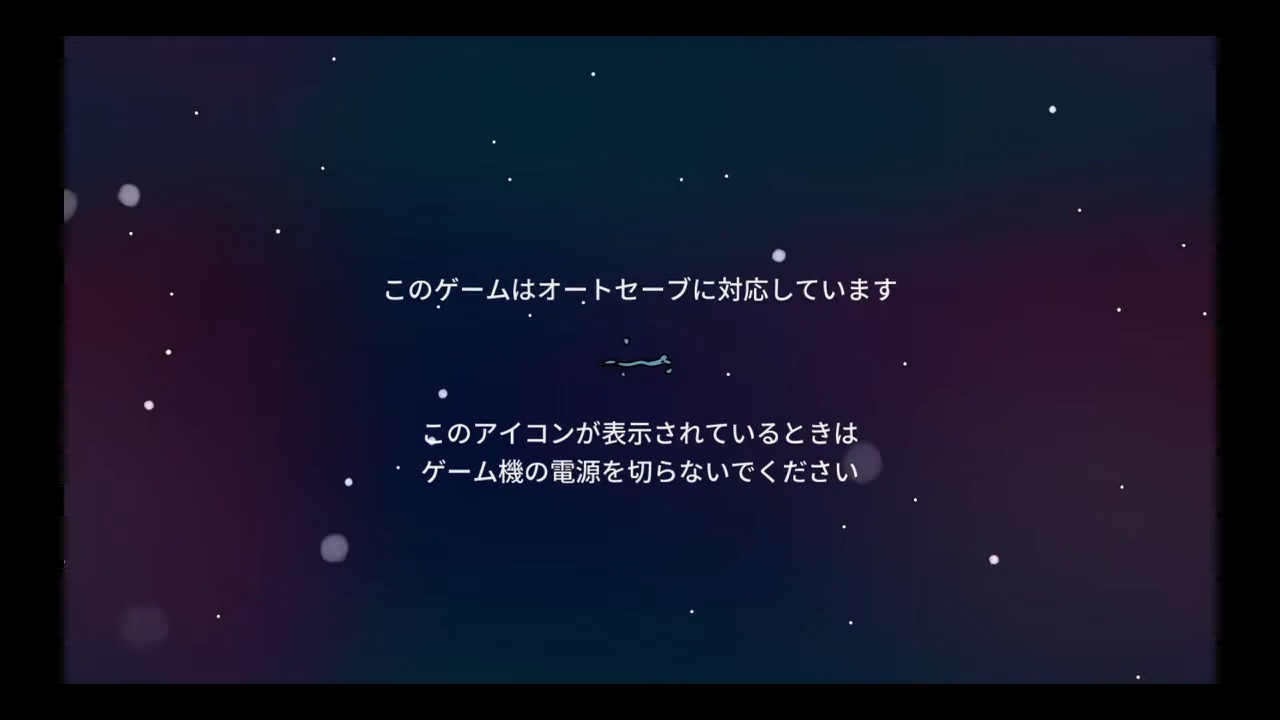 このゲームはオートセーブに対応しています
このアイコンが表示されているときは
ゲーム機の電源を切らないでください